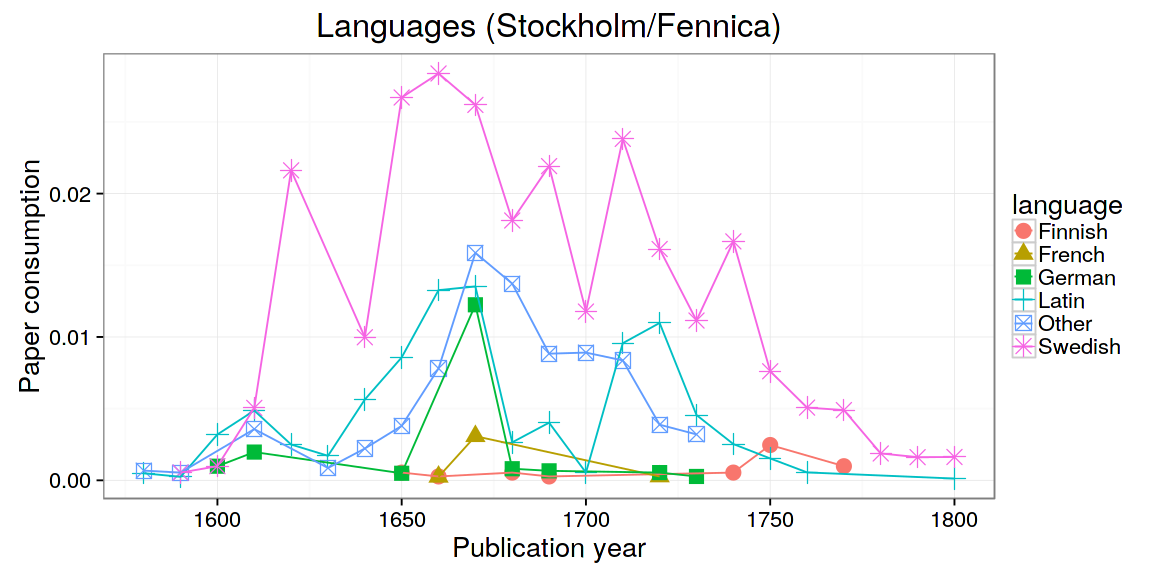 Languages (Stockholm/Fennica)
Paper consumption
0.02
0.01
0.00
1600
1650
1700
1750
1800
Publication year
language
Finnish
French
German
Latin
Other
Swedish